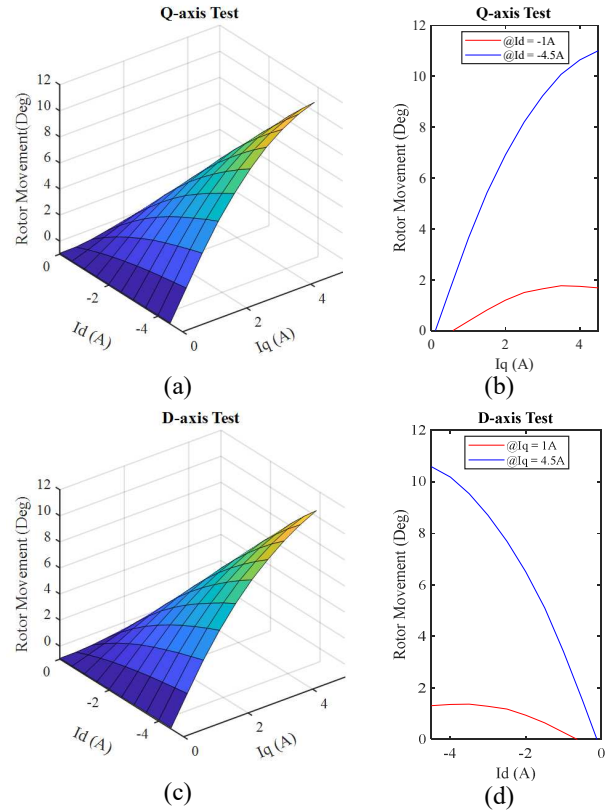 Q-axis Test
12
10
8
6
4
2
0
Rotor Movement(Deg)
0
-2
-4
Id (A)
0
2
4
Iq (A)
(a)
Q-axis Test
@Id = -1A
@Id = -4.5A
12
10
8
6
4
2
0
Rotor Movement (Deg)
0
2
4
Iq (A)
(b)
D-axis Test
12
10
8
6
4
2
0
Rotor Movement (Deg)
0
-2
-4
Id (A)
0
2
4
Iq (A)
(c)
D-axis Test
@Iq = 1A
@Iq = 4.5A
12
10
8
6
4
2
0
Rotor Movement (Deg)
-4
-2
0
Id (A)
(d)